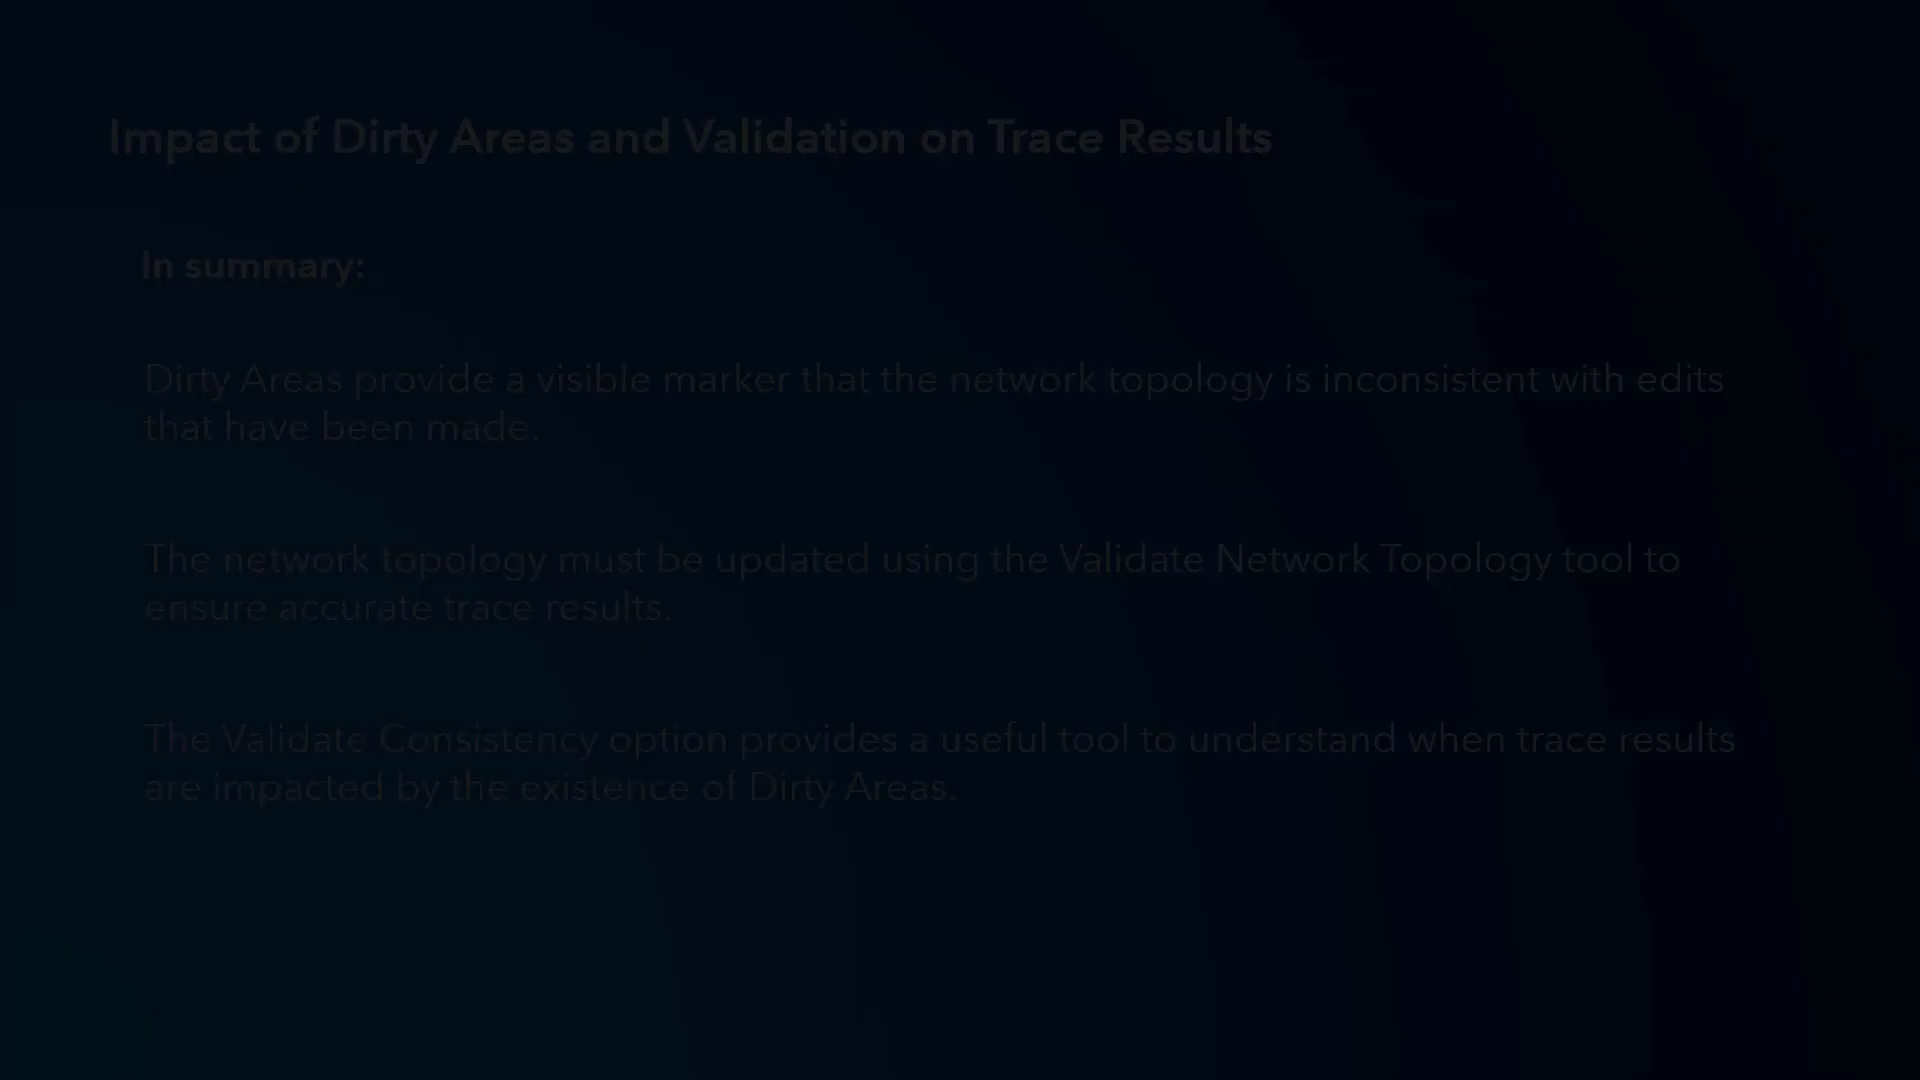 Impact of Dirty Areas and Validation on Trace Results
In summary:
Dirty Areas provide a visible marker that the network topology is inconsistent with edits
that have been made.
The network topology must be updated using the Validate Network Topology tool to
ensure accurate trace results.
The Validate Consistency option provides a useful tool to understand when trace results
are impacted by the existence of Dirty Areas.